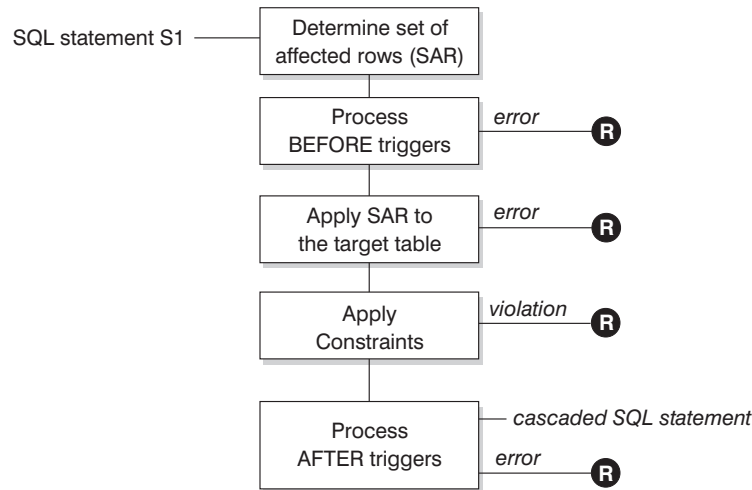 SQL statement S1
Determine set of
affected rows (SAR)
Process
BEFORE triggers
error
R
Apply SAR to
the target table
error
R
Apply
Constraints
violation
R
Process
AFTER triggers
cascaded SQL statement
error
R